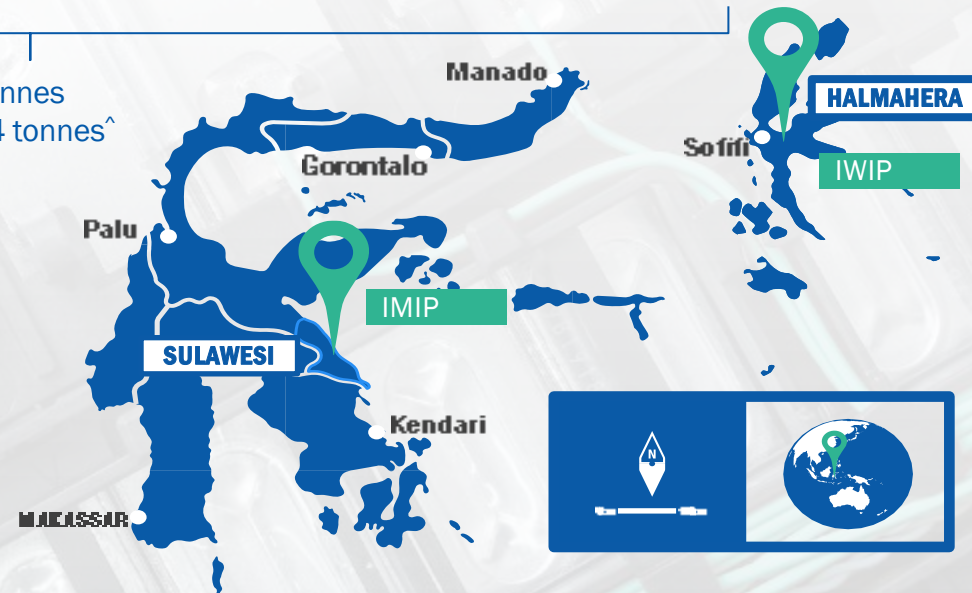 nnes
4 tonnes^
Manado
HALMAHERA
Sofifi
IWIP
Gorontalo
Palu
IMIP
SULAWESI
Kendari
N
MAKASSAR